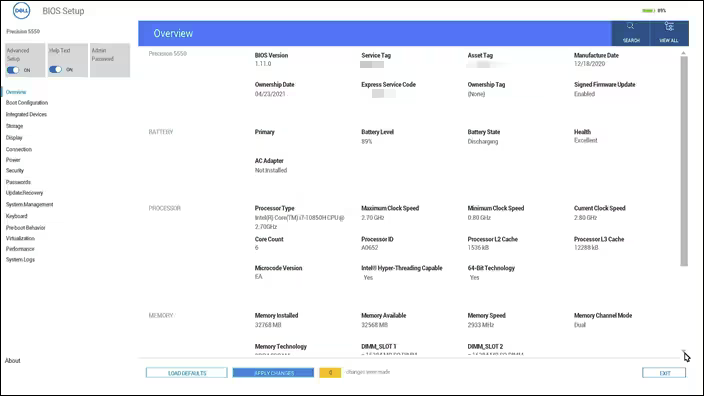 DELL BIOS Setup 89%
Precision 5550
Advanced Setup ON
Help Text ON
Admin Password
Overview
Boot Configuration
Integrated Devices
Storage
Display
Connection
Power
Security
Passwords
Update,Recovery
System Management
Keyboard
Pre-boot Behavior
Virtualization
Performance
System Logs
About
Overview
SEARCH VIEW ALL
Precision 5550
BIOS Version Service Tag Asset Tag Manufacture Date
1.11.0 12/18/2020
Ownership Date Express Service Code Ownership Tag Signed Firmware Update
04/23/2021 (None) Enabled
BATTERY
Primary Battery Level Battery State Health
89% Discharging Excellent
AC Adapter
Not Installed
PROCESSOR
Processor Type Maximum Clock Speed Minimum Clock Speed Current Clock Speed
Intel(R) Core(TM) i7-10850H CPU @ 2.70 GHz 0.80 GHz 2.80 GHz
2.70GHz
Core Count Processor ID Processor L2 Cache Processor L3 Cache
6 A0652 1536 kB 12288 kB
Microcode Version Intel® Hyper-Threading Capable 64-Bit Technology
EA Yes Yes
MEMORY
Memory Installed Memory Available Memory Speed Memory Channel Mode
32768 MB 32568 MB 2933 MHz Dual
Memory Technology DIMM_SLOT 1 DIMM_SLOT 2
LOAD DEFAULTS APPLY CHANGES 0 changes were made EXIT